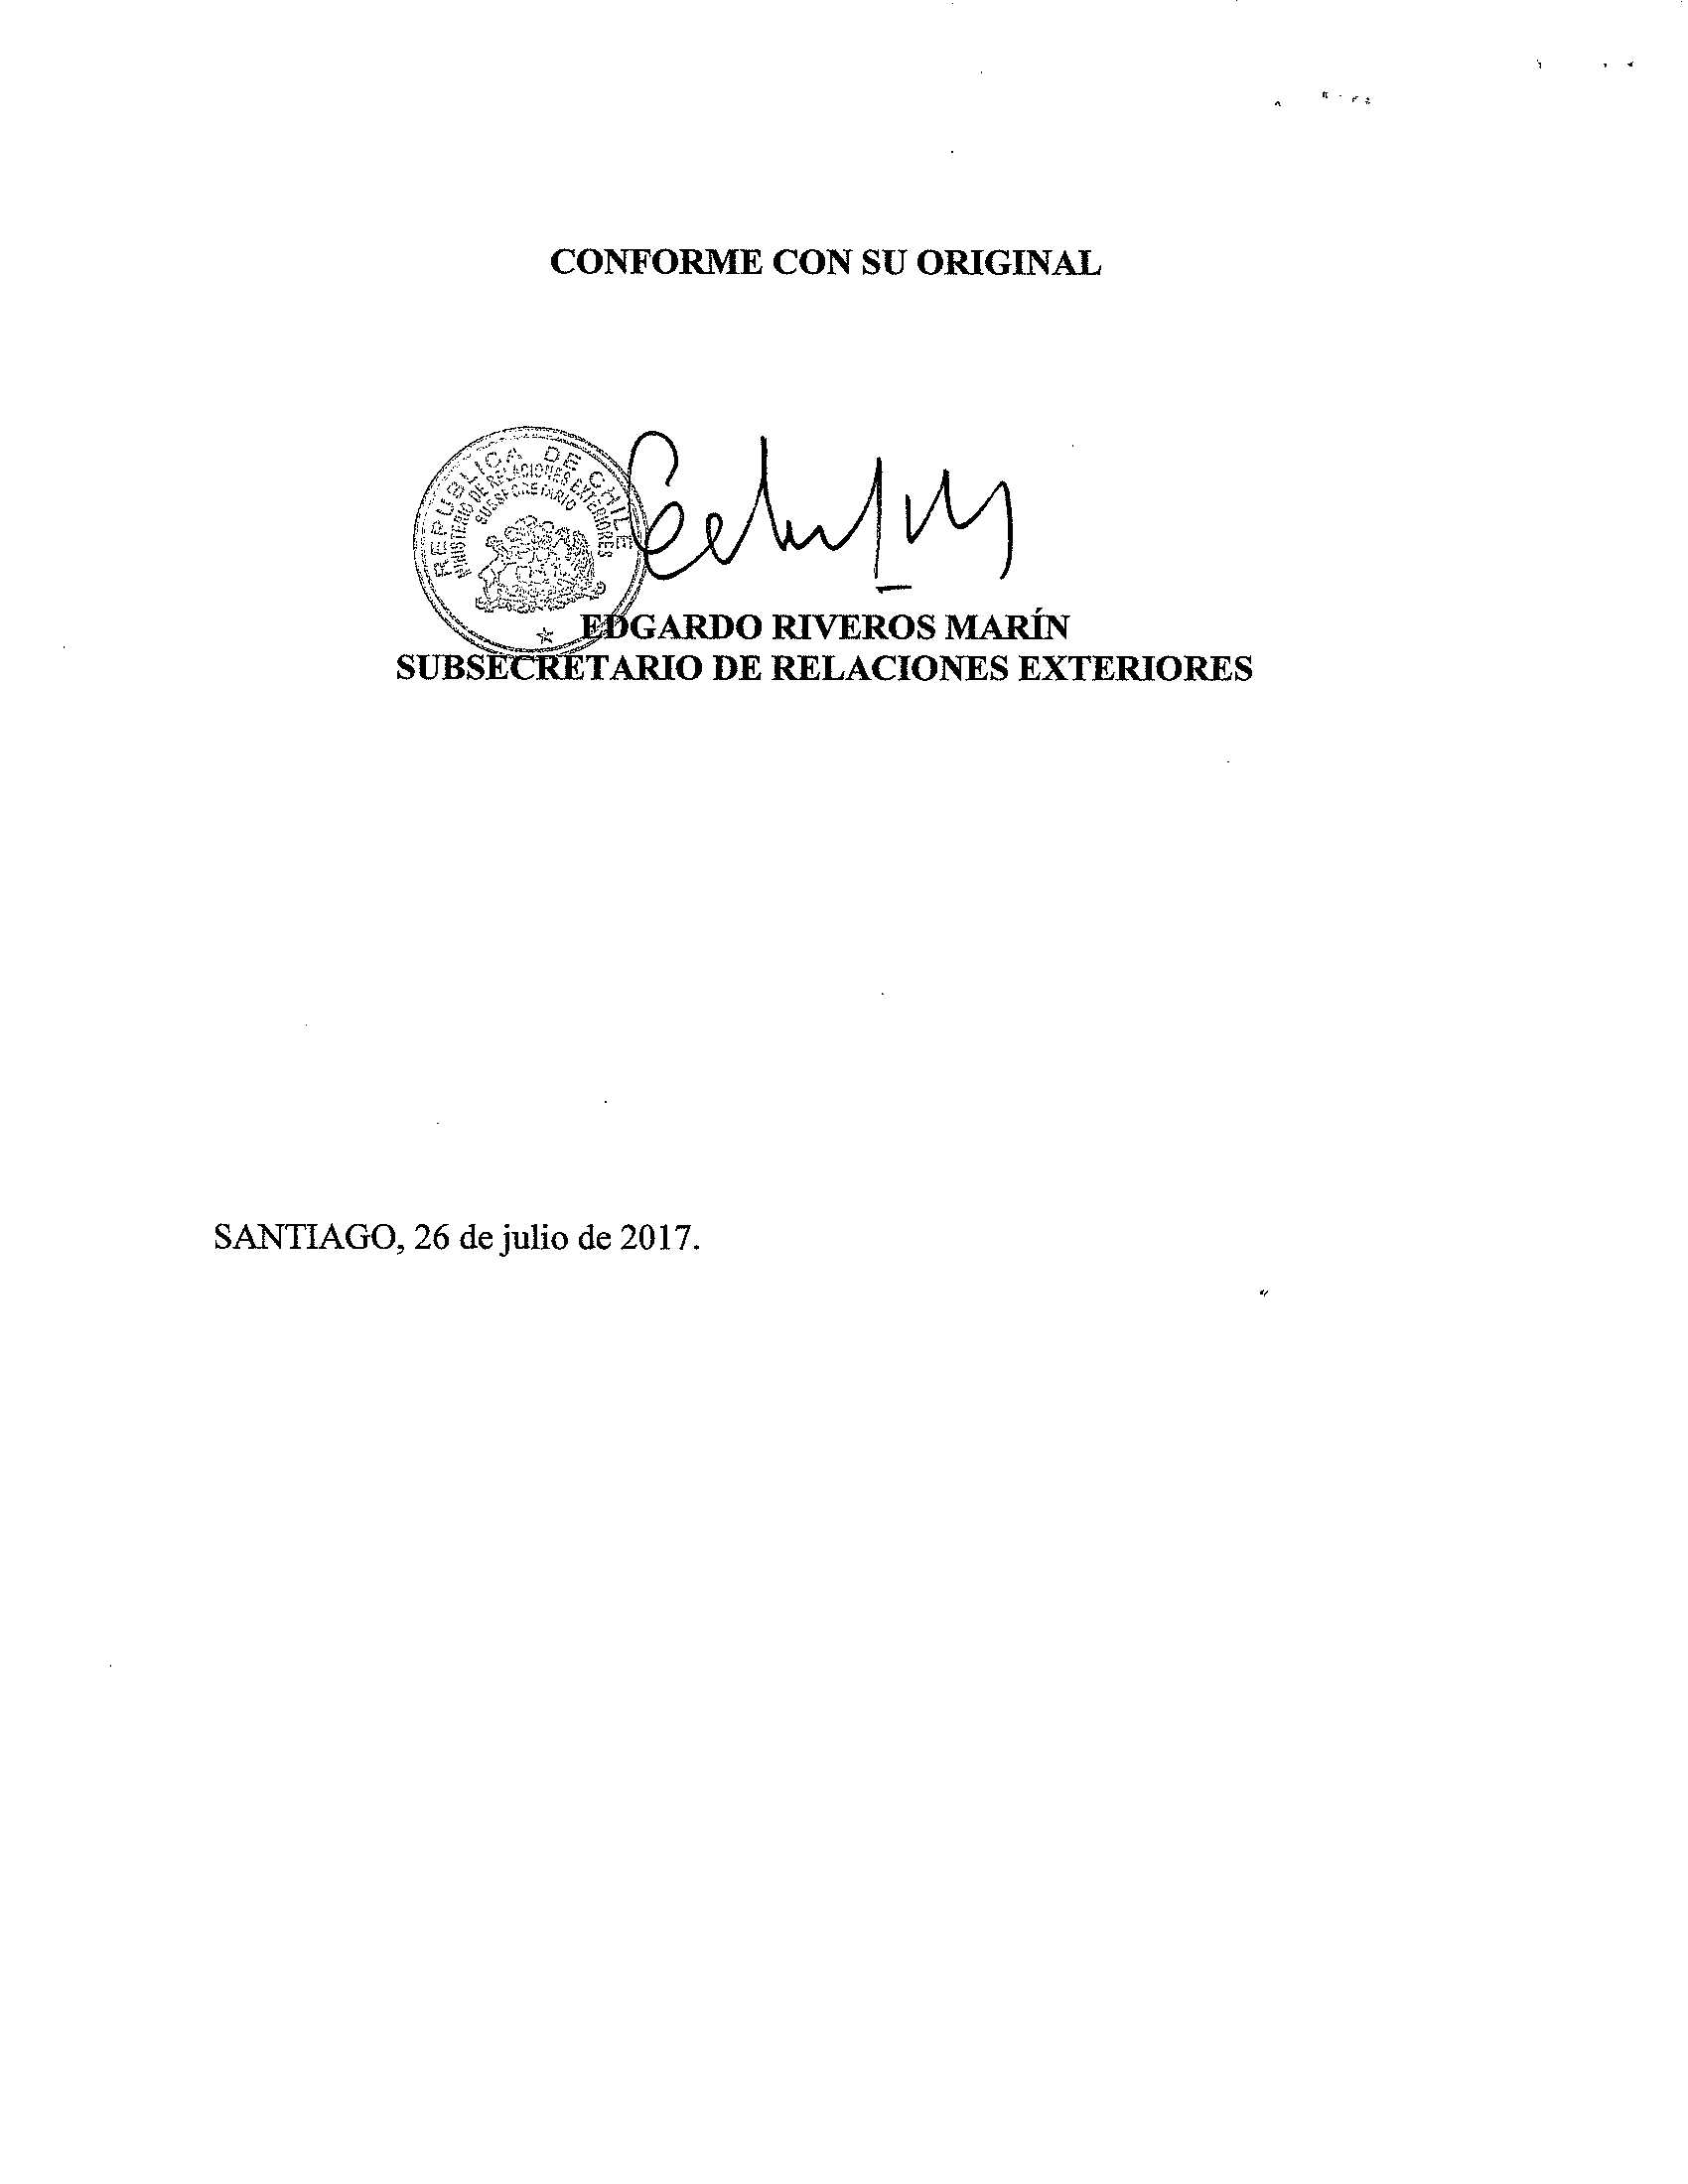 CONFORME CON SU ORIGINAL
REPUBLICA DE CHILE
MINISTERIO DE RELACIONES EXTERIORES
SUBSECRETARIO
EDGARDO RIVEROS MARÍN
SUBSECRETARIO DE RELACIONES EXTERIORES
SANTIAGO, 26 de julio de 2017.